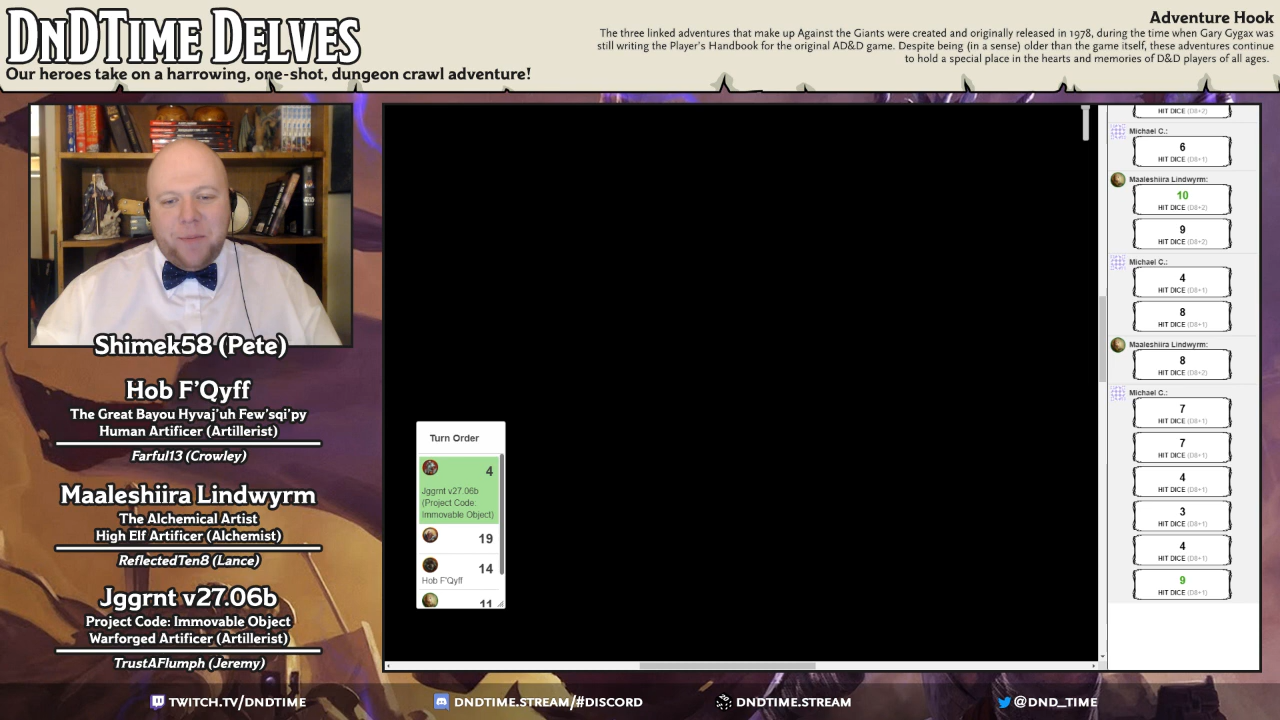 DnDTime Delves
Our heroes take on a harrowing, one-shot, dungeon crawl adventure!
Adventure Hook
The three linked adventures that make up Against the Giants were created and originally released in 1978, during the time when Gary Gygax was
still writing the Player's Handbook for the original AD&D game. Despite being (in a sense) older than the game itself, these adventures continue
to hold a special place in the hearts and memories of D&D players of all ages.
Shimek58 (Pete)
Hob F'Qyff
The Great Bayou Hyvaj'uh Few'sqi'py
Human Artificer (Artillerist)
Farful13 (Crowley)
Maaleshiira Lindwyrm
The Alchemical Artist
High Elf Artificer (Alchemist)
ReflectedTen8 (Lance)
Jggrnt v27.06b
Project Code: Immovable Object
Warforged Artificer (Artillerist)
TrustAFlumph (Jeremy)
Turn Order
4
Jggrnt v27.06b
(Project Code:
Immovable Object)
19
14
Hob F'Qyff
11
HIT DICE (D8+2)
Michael C.:
6
HIT DICE (D8+1)
Maaleshiira Lindwyrm:
10
HIT DICE (D8+2)
9
HIT DICE (D8+2)
Michael C.:
4
HIT DICE (D8+1)
8
HIT DICE (D8+1)
Maaleshiira Lindwyrm:
8
HIT DICE (D8+2)
Michael C.:
7
HIT DICE (D8+1)
7
HIT DICE (D8+1)
4
HIT DICE (D8+1)
3
HIT DICE (D8+1)
4
HIT DICE (D8+1)
9
HIT DICE (D8+1)
TWITCH.TV/DNDTIME
DNDTIME.STREAM/#DISCORD
DNDTIME.STREAM
@DND_TIME